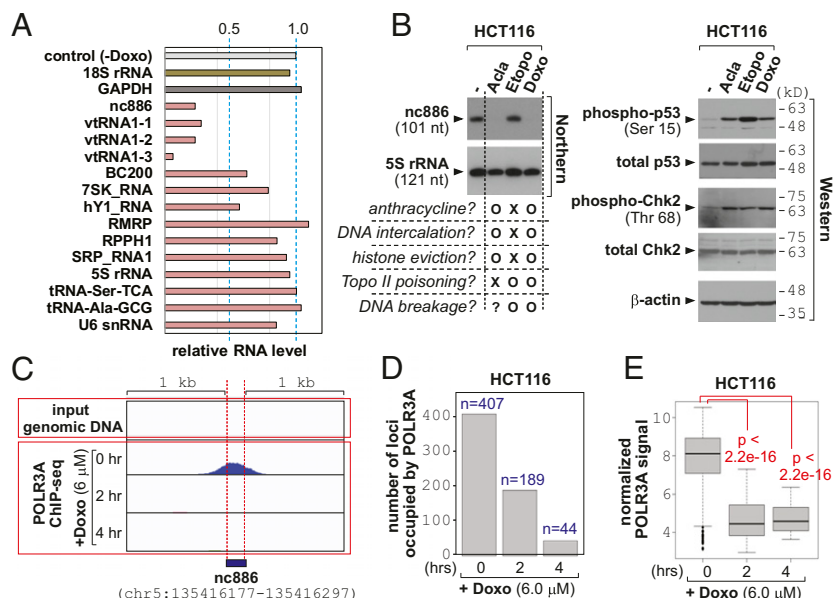 A
0.5 1.0
control (-Doxo)
18S rRNA
GAPDH
nc886
vtRNA1-1
vtRNA1-2
vtRNA1-3
BC200
7SK_RNA
hY1_RNA
RMRP
RPPH1
SRP_RNA1
5S rRNA
tRNA-Ser-TCA
tRNA-Ala-GCG
U6 snRNA
relative RNA level
B
HCT116
- Acla Etopo Doxo
nc886
(101 nt)
5S rRNA
(121 nt)
Northern
anthracycline? O X O
DNA intercalation? O X O
histone eviction? O X O
Topo II poisoning? X O O
DNA breakage? ? O O
HCT116
- Acla Etopo Doxo (kD)
phospho-p53
(Ser 15)
-63
-48
total p53
-63
-48
phospho-Chk2
(Thr 68)
-75
-63
total Chk2
-75
-63
β-actin
-48
-35
Western
C
1 kb 1 kb
input
genomic DNA
POLR3A
ChIP-seq
+Doxo (6 μM)
0 hr
2 hr
4 hr
nc886
(chr5:135416177-135416297)
D
HCT116
number of loci
occupied by POLR3A
400
300
200
100
0
n=407
n=189
n=44
(hrs) 0 2 4
+ Doxo (6.0 μM)
E
HCT116
normalized
POLR3A signal
10
8
6
4
p <
2.2e-16
p <
2.2e-16
(hrs) 0 2 4
+ Doxo (6.0 μM)